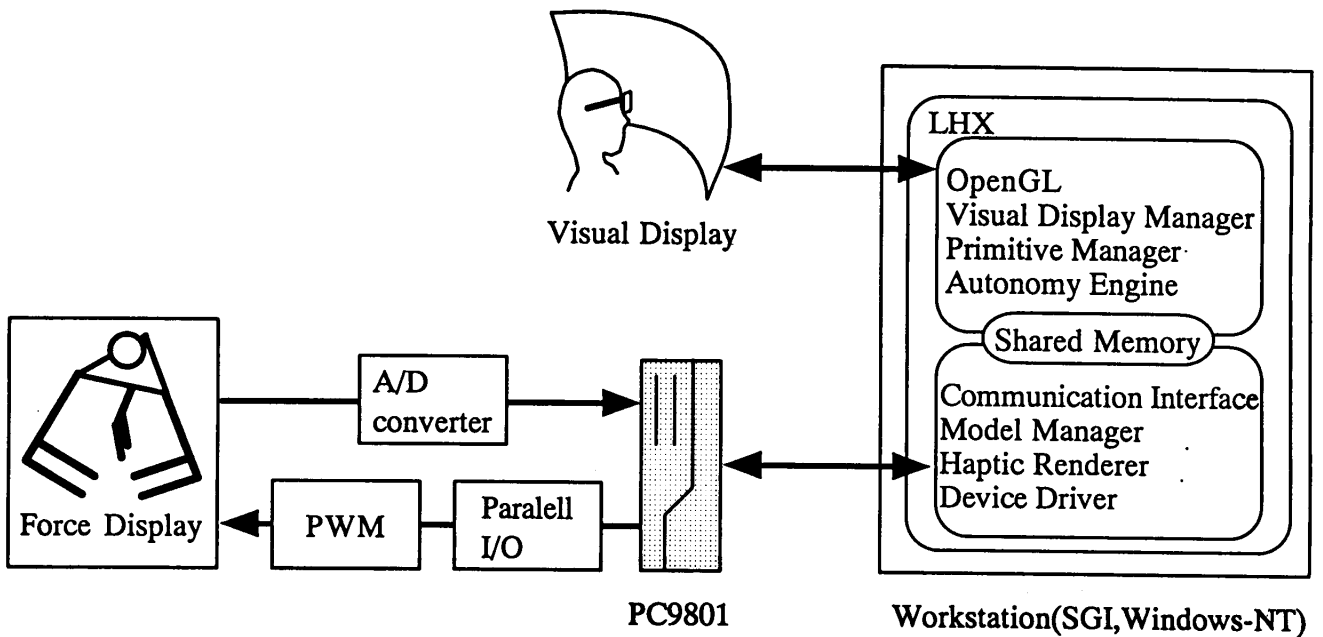 LHX
OpenGL
Visual Display Manager
Primitive Manager
Autonomy Engine
Visual Display
Shared Memory
A/D
converter
Communication Interface
Model Manager
Haptic Renderer
Device Driver
Force Display
PWM
Paralell
I/O
PC9801
Workstation(SGI,Windows-NT)